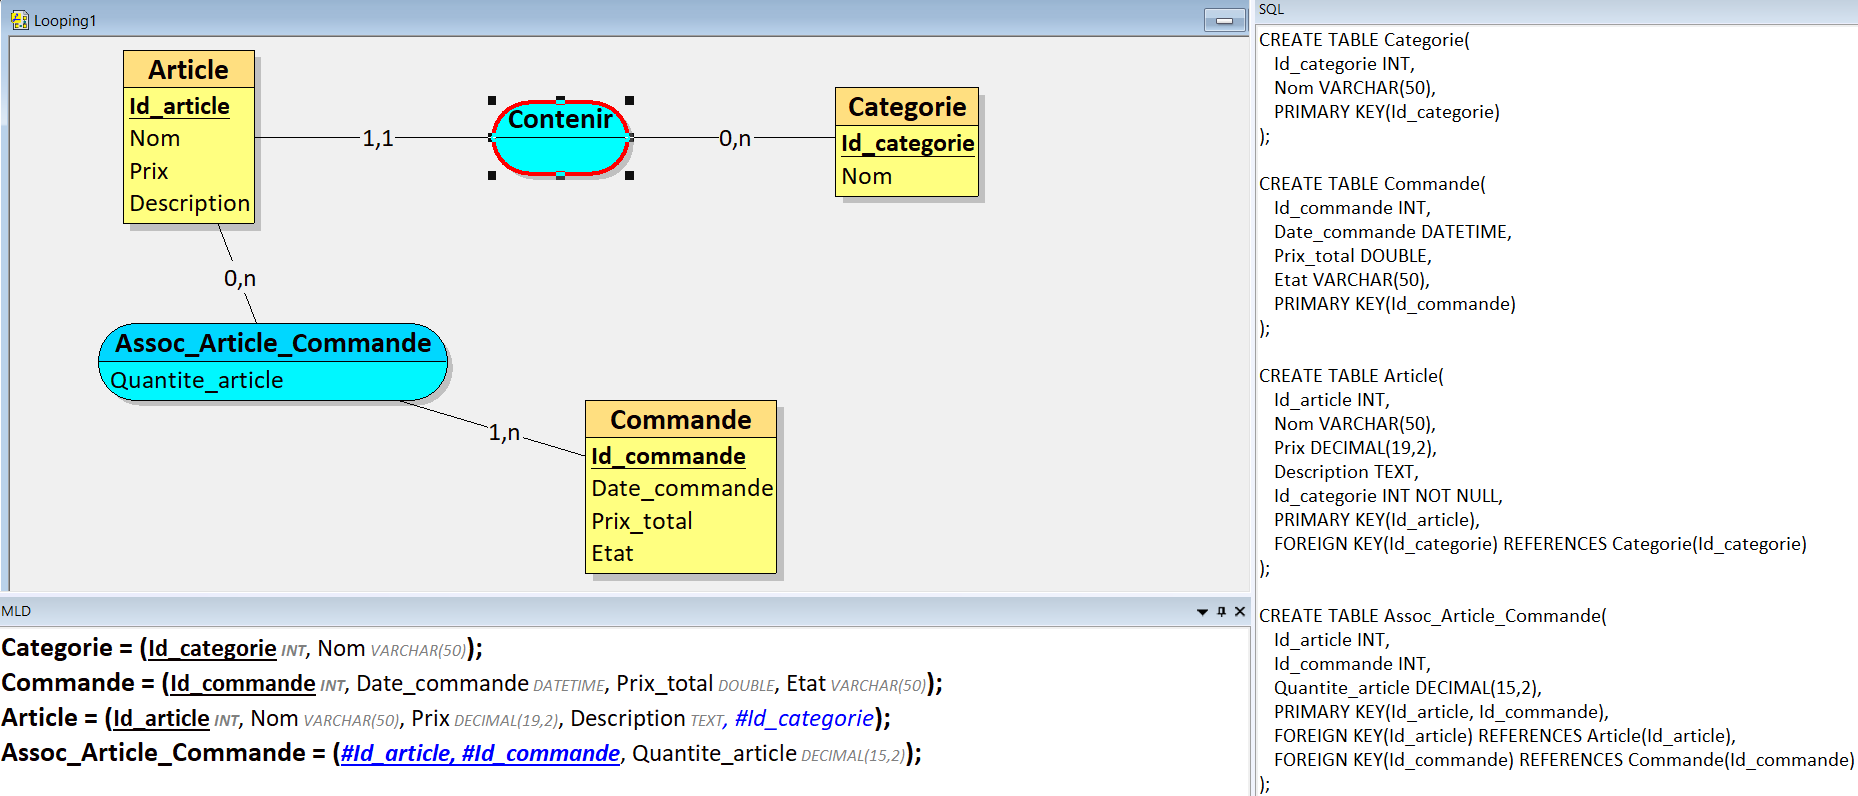 Looping1
Article
Id_article
Nom
Prix
Description
1,1
Contenir
0,n
Categorie
Id_categorie
Nom
0,n
Assoc_Article_Commande
Quantite_article
1,n
Commande
Id_commande
Date_commande
Prix_total
Etat
MLD
Categorie = (Id_categorie INT, Nom VARCHAR(50));
Commande = (Id_commande INT, Date_commande DATETIME, Prix_total DOUBLE, Etat VARCHAR(50));
Article = (Id_article INT, Nom VARCHAR(50), Prix DECIMAL(19,2), Description TEXT, #Id_categorie);
Assoc_Article_Commande = (#Id_article, #Id_commande, Quantite_article DECIMAL(15,2));
SQL
CREATE TABLE Categorie(
Id_categorie INT,
Nom VARCHAR(50),
PRIMARY KEY(Id_categorie)
);
CREATE TABLE Commande(
Id_commande INT,
Date_commande DATETIME,
Prix_total DOUBLE,
Etat VARCHAR(50),
PRIMARY KEY(Id_commande)
);
CREATE TABLE Article(
Id_article INT,
Nom VARCHAR(50),
Prix DECIMAL(19,2),
Description TEXT,
Id_categorie INT NOT NULL,
PRIMARY KEY(Id_article),
FOREIGN KEY(Id_categorie) REFERENCES Categorie(Id_categorie)
);
CREATE TABLE Assoc_Article_Commande(
Id_article INT,
Id_commande INT,
Quantite_article DECIMAL(15,2),
PRIMARY KEY(Id_article, Id_commande),
FOREIGN KEY(Id_article) REFERENCES Article(Id_article),
FOREIGN KEY(Id_commande) REFERENCES Commande(Id_commande)
);